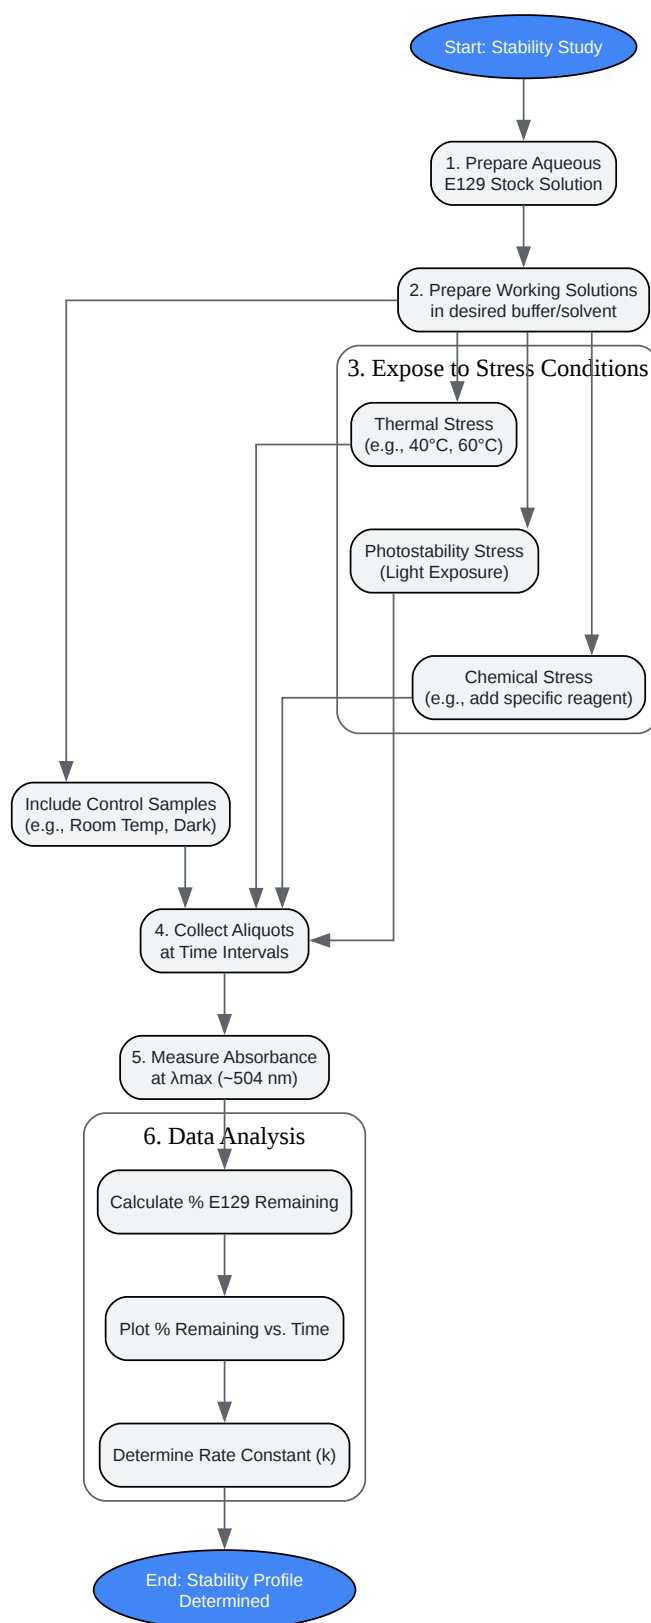 Start: Stability Study
1. Prepare Aqueous
E129 Stock Solution
2. Prepare Working Solutions
in desired buffer/solvent
3. Expose to Stress Conditions
Thermal Stress
(e.g., 40°C, 60°C)
Photostability Stress
(Light Exposure)
Chemical Stress
(e.g., add specific reagent)
Include Control Samples
(e.g., Room Temp, Dark)
4. Collect Aliquots
at Time Intervals
5. Measure Absorbance
at λmax (~504 nm)
6. Data Analysis
Calculate % E129 Remaining
Plot % Remaining vs. Time
Determine Rate Constant (k)
End: Stability Profile
Determined